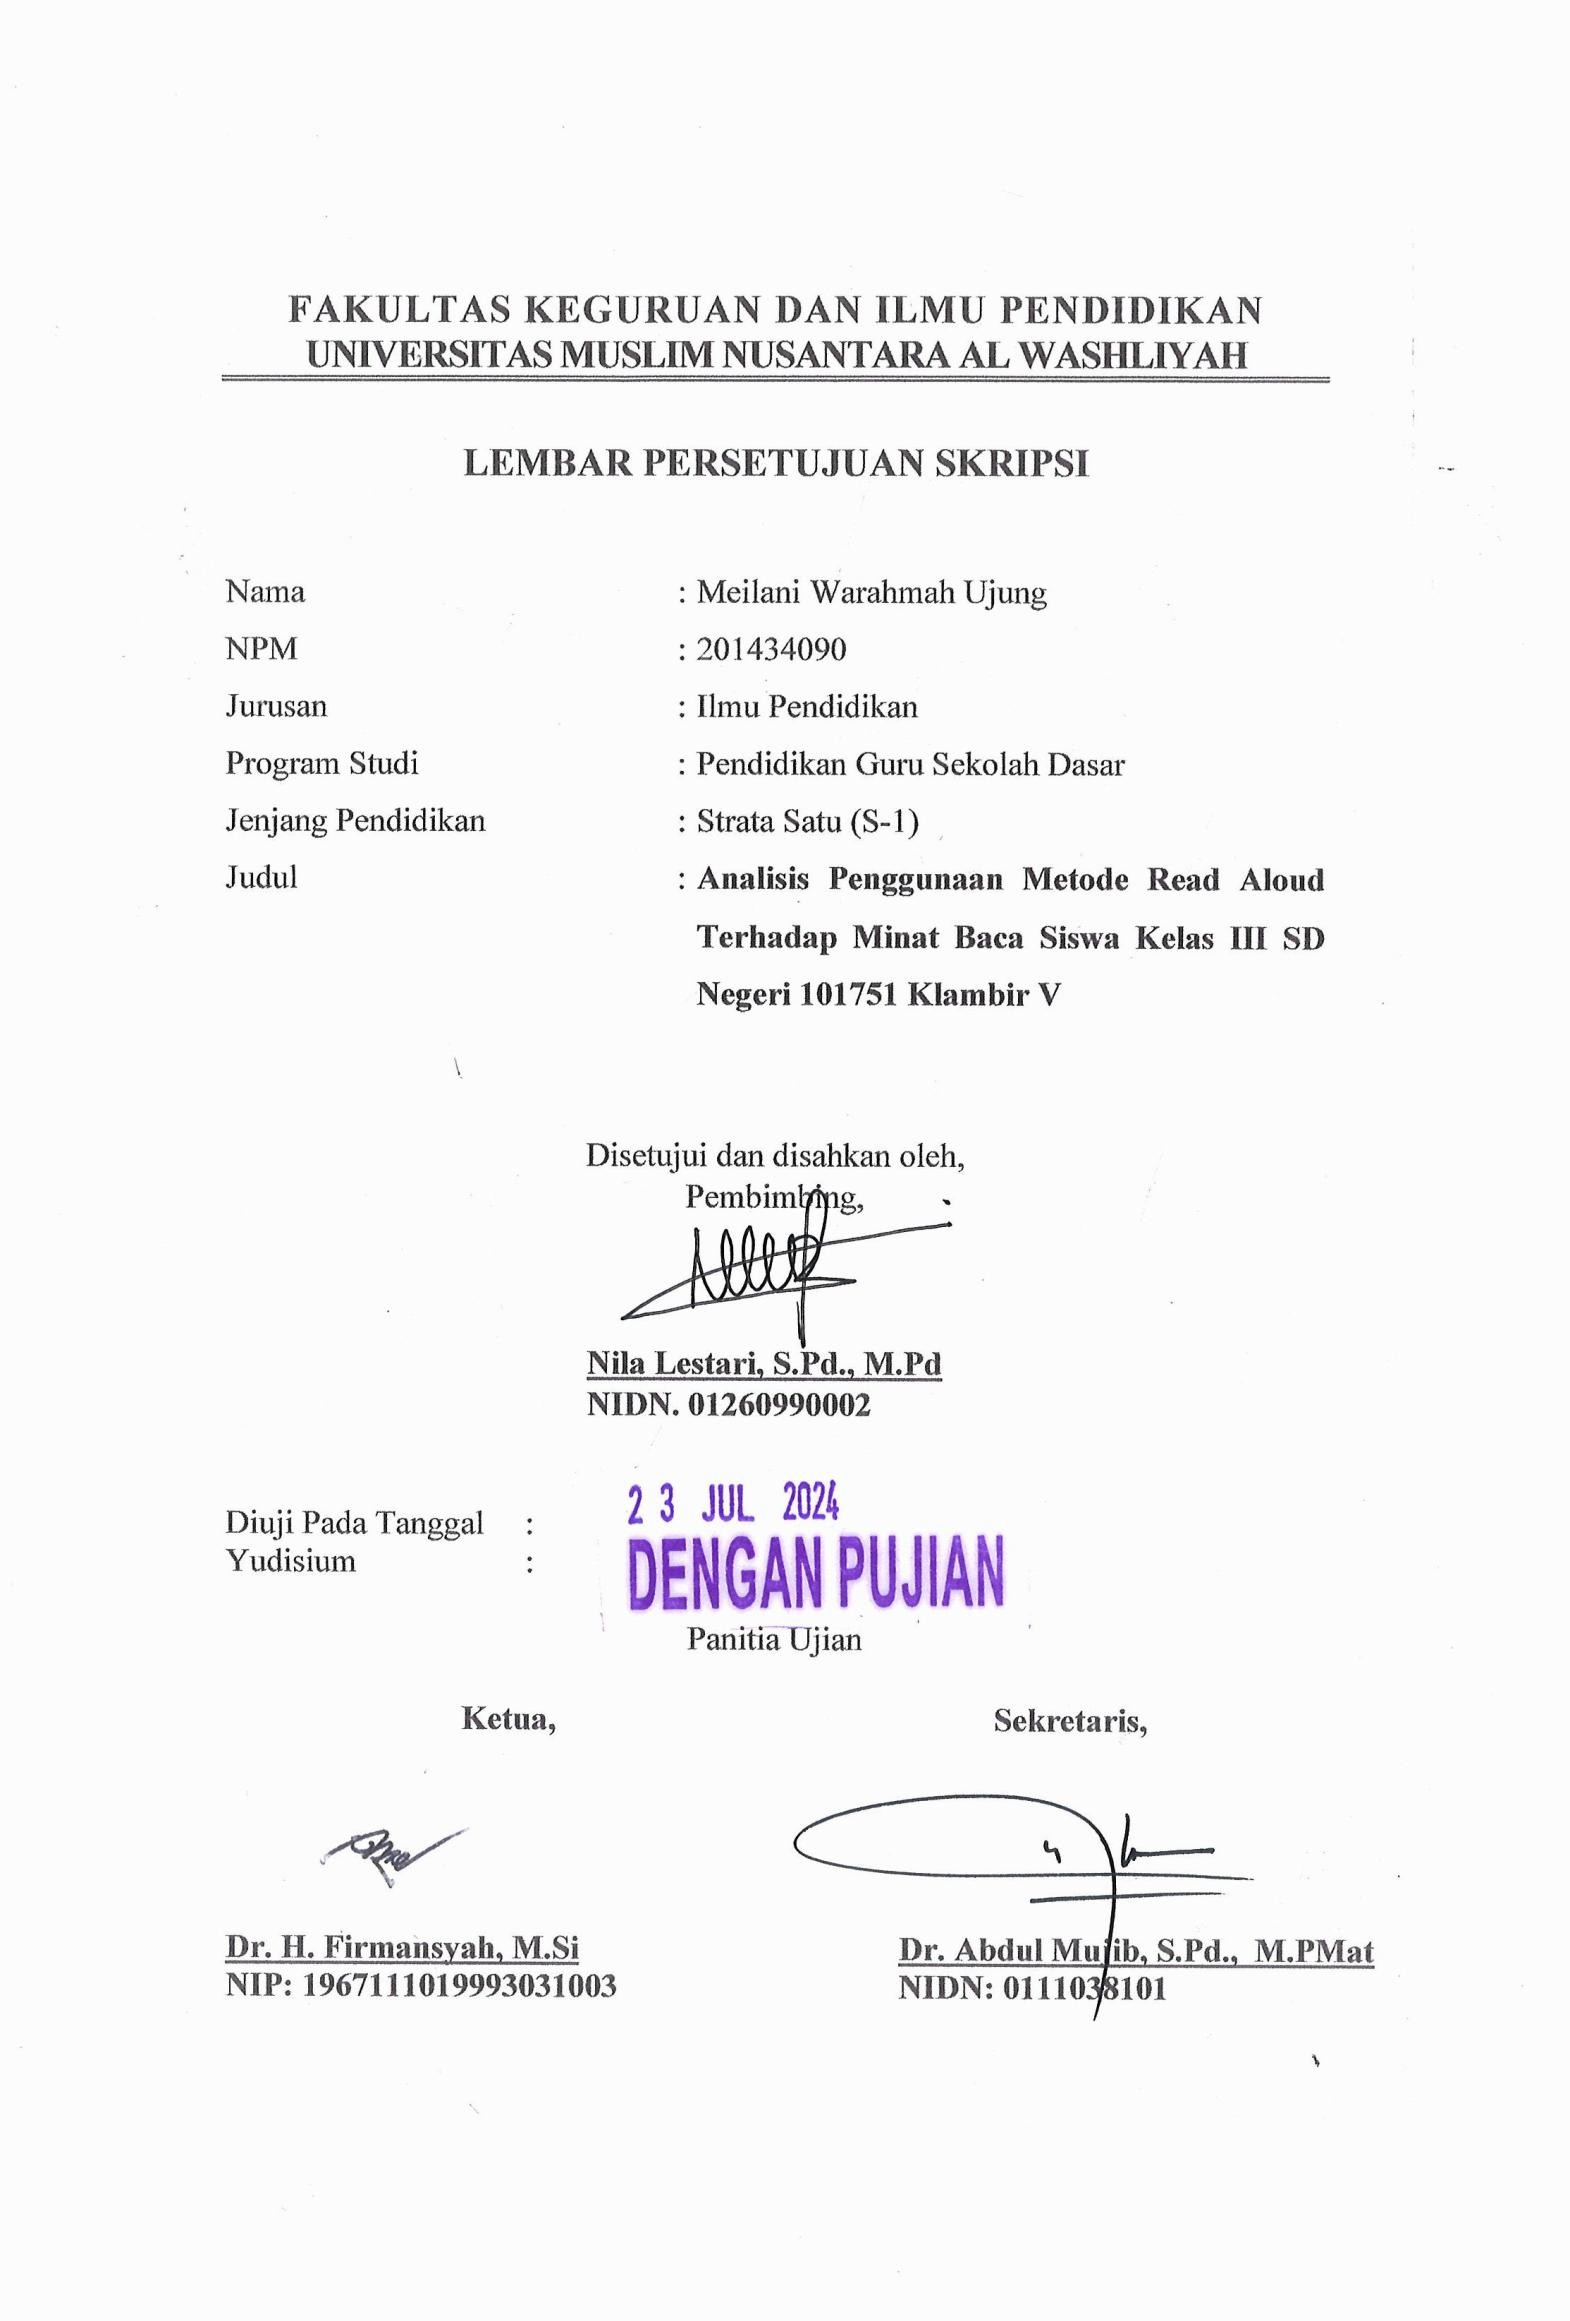 FAKULTAS KEGURUAN DAN ILMU PENDIDIKAN
UNIVERSITAS MUSLIM NUSANTARA AL WASHLIYAH
LEMBAR PERSETUJUAN SKRIPSI
Nama : Meilani Warahmah Ujung
NPM : 201434090
Jurusan : Ilmu Pendidikan
Program Studi : Pendidikan Guru Sekolah Dasar
Jenjang Pendidikan : Strata Satu (S-1)
Judul : Analisis Penggunaan Metode Read Aloud
Terhadap Minat Baca Siswa Kelas III SD
Negeri 101751 Klambir V
Disetujui dan disahkan oleh,
Pembimbing,
Nila Lestari, S.Pd., M.Pd
NIDN. 01260990002
Diuji Pada Tanggal : 23 JUL 2024
Yudisium : DENGAN PUJIAN
Panitia Ujian
Ketua, Sekretaris,
Dr. H. Firmansyah, M.Si Dr. Abdul Mujib, S.Pd., M.PMat
NIP: 1967111019993031003 NIDN: 0111038101